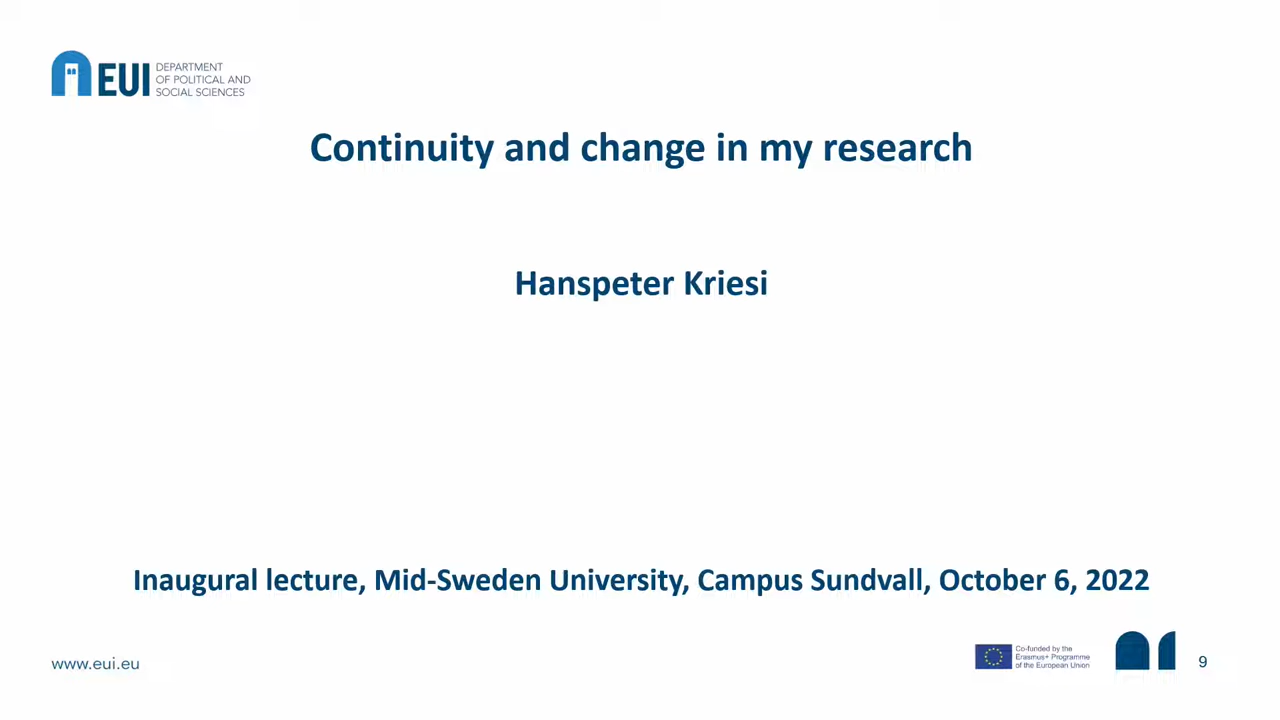 EUI
DEPARTMENT
OF POLITICAL AND
SOCIAL SCIENCES
Continuity and change in my research
Hanspeter Kriesi
Inaugural lecture, Mid-Sweden University, Campus Sundvall, October 6, 2022
www.eui.eu
Co-funded by the
Erasmus+ Programme
of the European Union
9